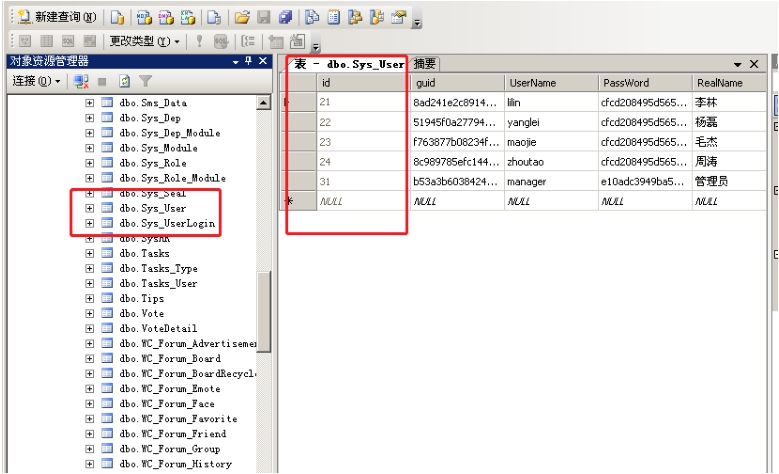 新建查询(N)
更改类型(Y)
对象资源管理器
连接(O)
dbo.Sms_Data
dbo.Sys_Dep
dbo.Sys_Dep_Module
dbo.Sys_Module
dbo.Sys_Role
dbo.Sys_Role_Module
dbo.Sys_Seal
dbo.Sys_User
dbo.Sys_UserLogin
dbo.SysHR
dbo.Tasks
dbo.Tasks_Type
dbo.Tasks_User
dbo.Tips
dbo.Vote
dbo.VoteDetail
dbo.WC_Forum_Advertisemen
dbo.WC_Forum_Board
dbo.WC_Forum_BoardRecycle
dbo.WC_Forum_Emote
dbo.WC_Forum_Face
dbo.WC_Forum_Favorite
dbo.WC_Forum_Friend
dbo.WC_Forum_Group
dbo.WC_Forum_History
表 - dbo.Sys_User 摘要
id guid UserName PassWord RealName
21 8ad241e2c8914... lilin cfcd208495d565... 李林
22 51945f0a27794... yanglei cfcd208495d565... 杨磊
23 f763877b08234f... maojie cfcd208495d565... 毛杰
24 8c989785efc144... zhoutao cfcd208495d565... 周涛
31 b53a3b6038424... manager e10adc3949ba5... 管理员
NULL NULL NULL NULL NULL